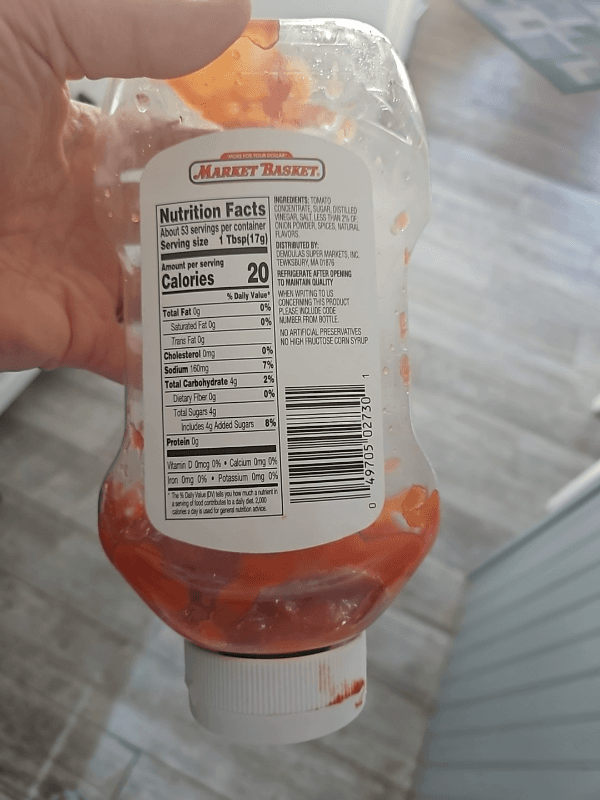 MORE FOR YOUR DOLLAR
MARKET BASKET.
Nutrition Facts
About 53 servings per container
Serving size 1 Tbsp(17g)
Amount per serving
Calories 20
% Daily Value*
Total Fat 0g 0%
Saturated Fat 0g 0%
Trans Fat 0g
Cholesterol 0mg 0%
Sodium 160mg 7%
Total Carbohydrate 4g 2%
Dietary Fiber 0g 0%
Total Sugars 4g
Includes 4g Added Sugars 8%
Protein 0g
Vitamin D 0mcg 0% • Calcium 0mg 0%
Iron 0mg 0% • Potassium 0mg 0%
* The % Daily Value (DV) tells you how much a nutrient in
a serving of food contributes to a daily diet. 2,000
calories a day is used for general nutrition advice.
INGREDIENTS: TOMATO
CONCENTRATE, SUGAR, DISTILLED
VINEGAR, SALT, LESS THAN 2% OF:
ONION POWDER, SPICES, NATURAL
FLAVORS.
DISTRIBUTED BY:
DEMOULAS SUPER MARKETS, INC.
TEWKSBURY, MA 01876
REFRIGERATE AFTER OPENING
TO MAINTAIN QUALITY
WHEN WRITING TO US
CONCERNING THIS PRODUCT
PLEASE INCLUDE CODE
NUMBER FROM BOTTLE.
NO ARTIFICIAL PRESERVATIVES
NO HIGH FRUCTOSE CORN SYRUP
0 49705 02730 1